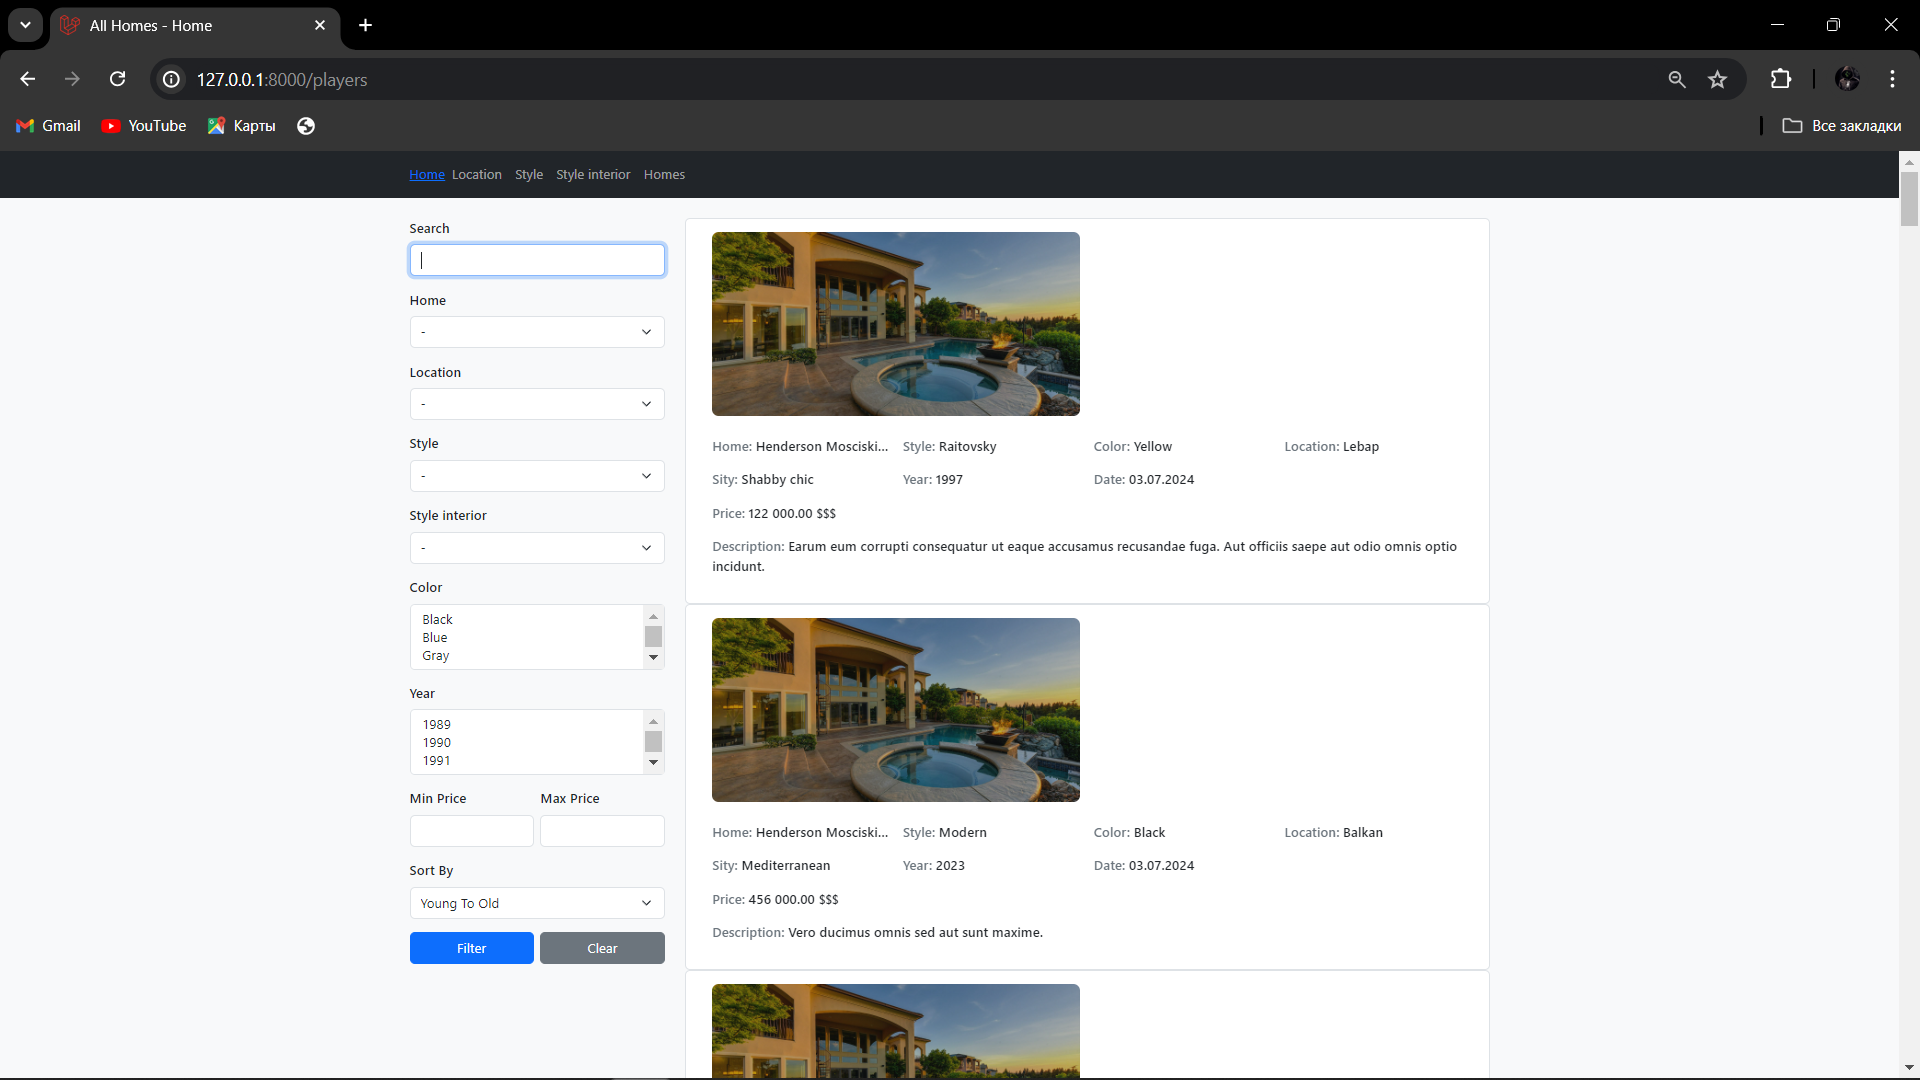 All Homes - Home
127.0.0.1:8000/players
Gmail YouTube Карты Все закладки
Home Location Style Style interior Homes
Search
Home
-
Location
-
Style
-
Style interior
-
Color
Black
Blue
Gray
Year
1989
1990
1991
Min Price Max Price
Sort By
Young To Old
Filter Clear
Home: Henderson Mosciski... Style: Raitovsky Color: Yellow Location: Lebap
Sity: Shabby chic Year: 1997 Date: 03.07.2024
Price: 122 000.00 $$$
Description: Earum eum corrupti consequatur ut eaque accusamus recusandae fuga. Aut officiis saepe aut odio omnis optio
incidunt.
Home: Henderson Mosciski... Style: Modern Color: Black Location: Balkan
Sity: Mediterranean Year: 2023 Date: 03.07.2024
Price: 456 000.00 $$$
Description: Vero ducimus omnis sed aut sunt maxime.